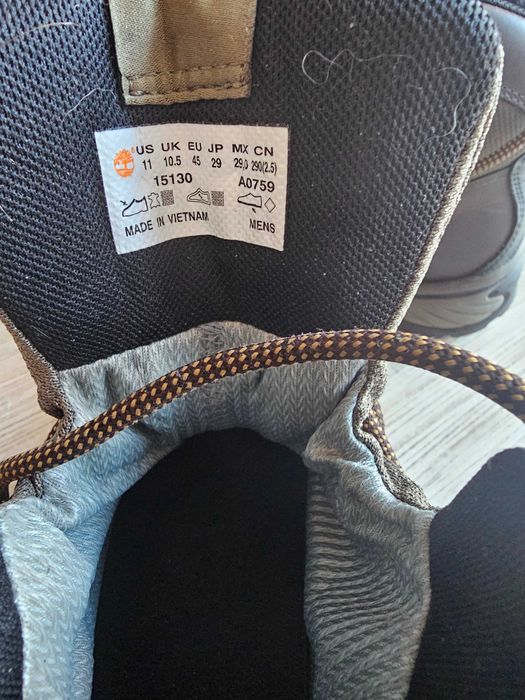 US UK EU JP MX CN
11 10.5 45 29 29,0 290(2.5)
15130 A0759
MADE IN VIETNAM MENS